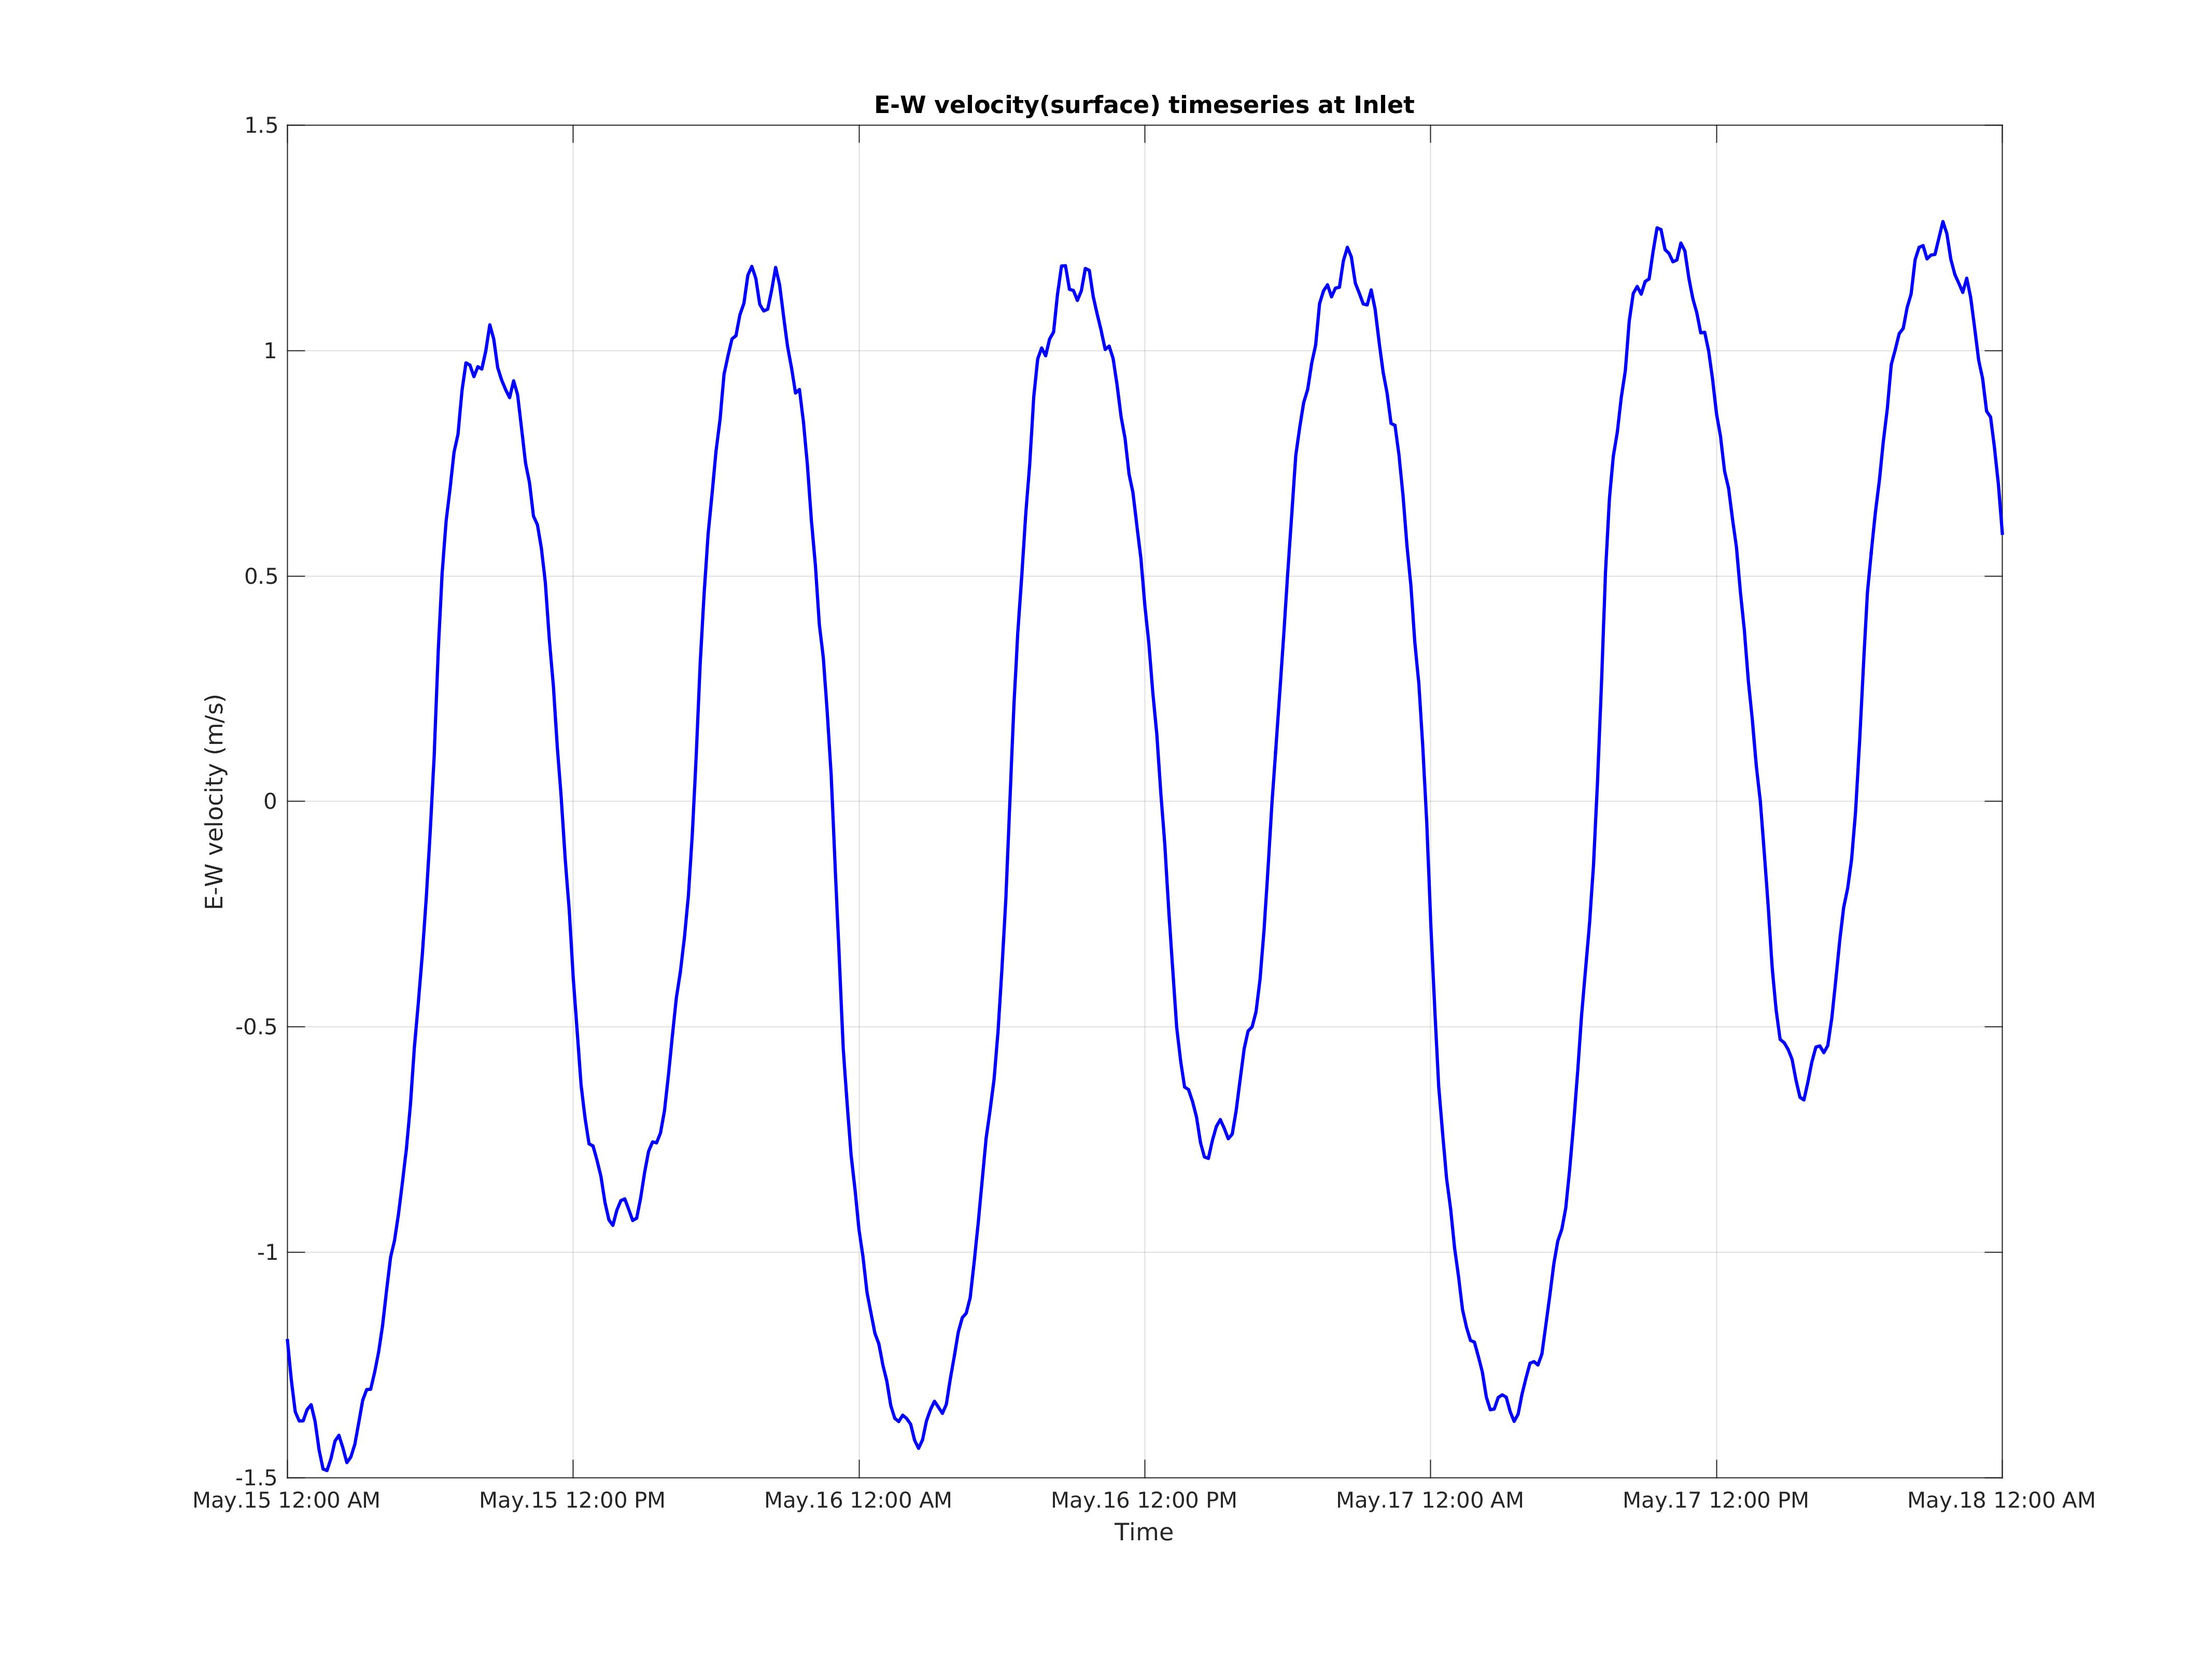 E-W velocity(surface) timeseries at Inlet
1.5
1
0.5
0
-0.5
-1
-1.5
E-W velocity (m/s)
May.15 12:00 AM May.15 12:00 PM May.16 12:00 AM May.16 12:00 PM May.17 12:00 AM May.17 12:00 PM May.18 12:00 AM
Time